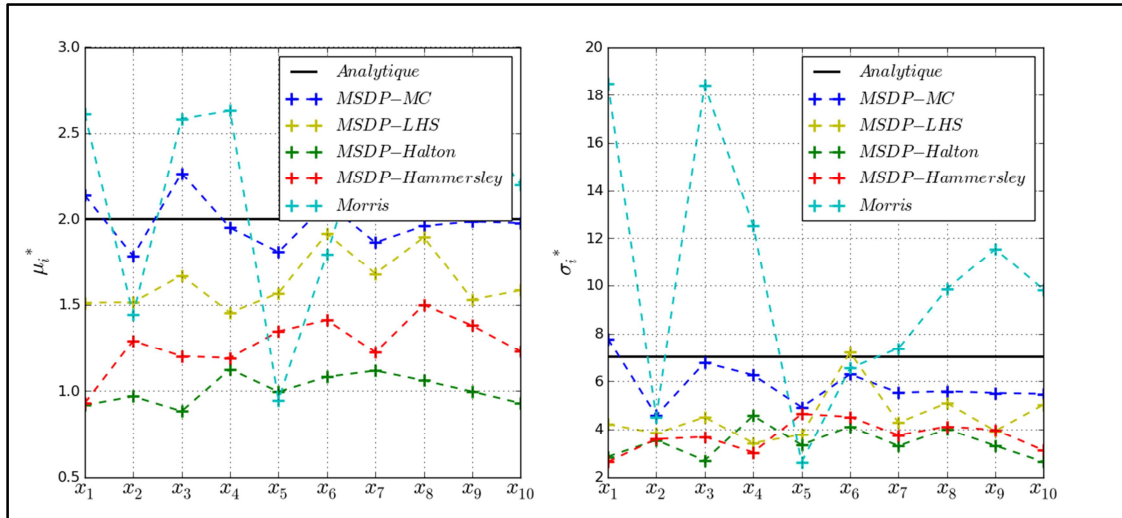 3.0
2.5
2.0
1.5
1.0
0.5
μᵢ*
x₁ x₂ x₃ x₄ x₅ x₆ x₇ x₈ x₉ x₁₀
Analytique
MSDP−MC
MSDP−LHS
MSDP−Halton
MSDP−Hammersley
Morris
20
18
16
14
12
10
8
6
4
2
σᵢ*
x₁ x₂ x₃ x₄ x₅ x₆ x₇ x₈ x₉ x₁₀
Analytique
MSDP−MC
MSDP−LHS
MSDP−Halton
MSDP−Hammersley
Morris